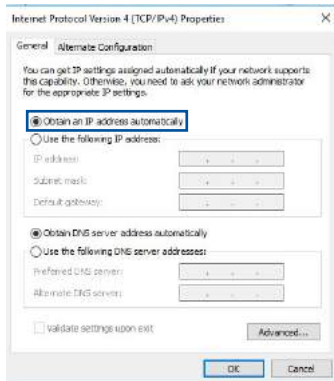 Internet Protocol Version 4 (TCP/IPv4) Properties
General Alternate Configuration
You can get IP settings assigned automatically if your network supports
this capability. Otherwise, you need to ask your network administrator
for the appropriate IP settings.
Obtain an IP address automatically
Use the following IP address:
IP address:
Subnet mask:
Default gateway:
Obtain DNS server address automatically
Use the following DNS server addresses:
Preferred DNS server:
Alternate DNS server:
Validate settings upon exit
Advanced...
OK Cancel